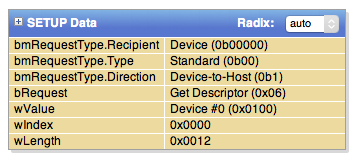 SETUP Data Radix: auto
bmRequestType.Recipient Device (0b00000)
bmRequestType.Type Standard (0b00)
bmRequestType.Direction Device-to-Host (0b1)
bRequest Get Descriptor (0x06)
wValue Device #0 (0x0100)
wIndex 0x0000
wLength 0x0012